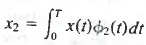 x₂ = ∫₀ᵀ x(t)ϕ₂(t)dt